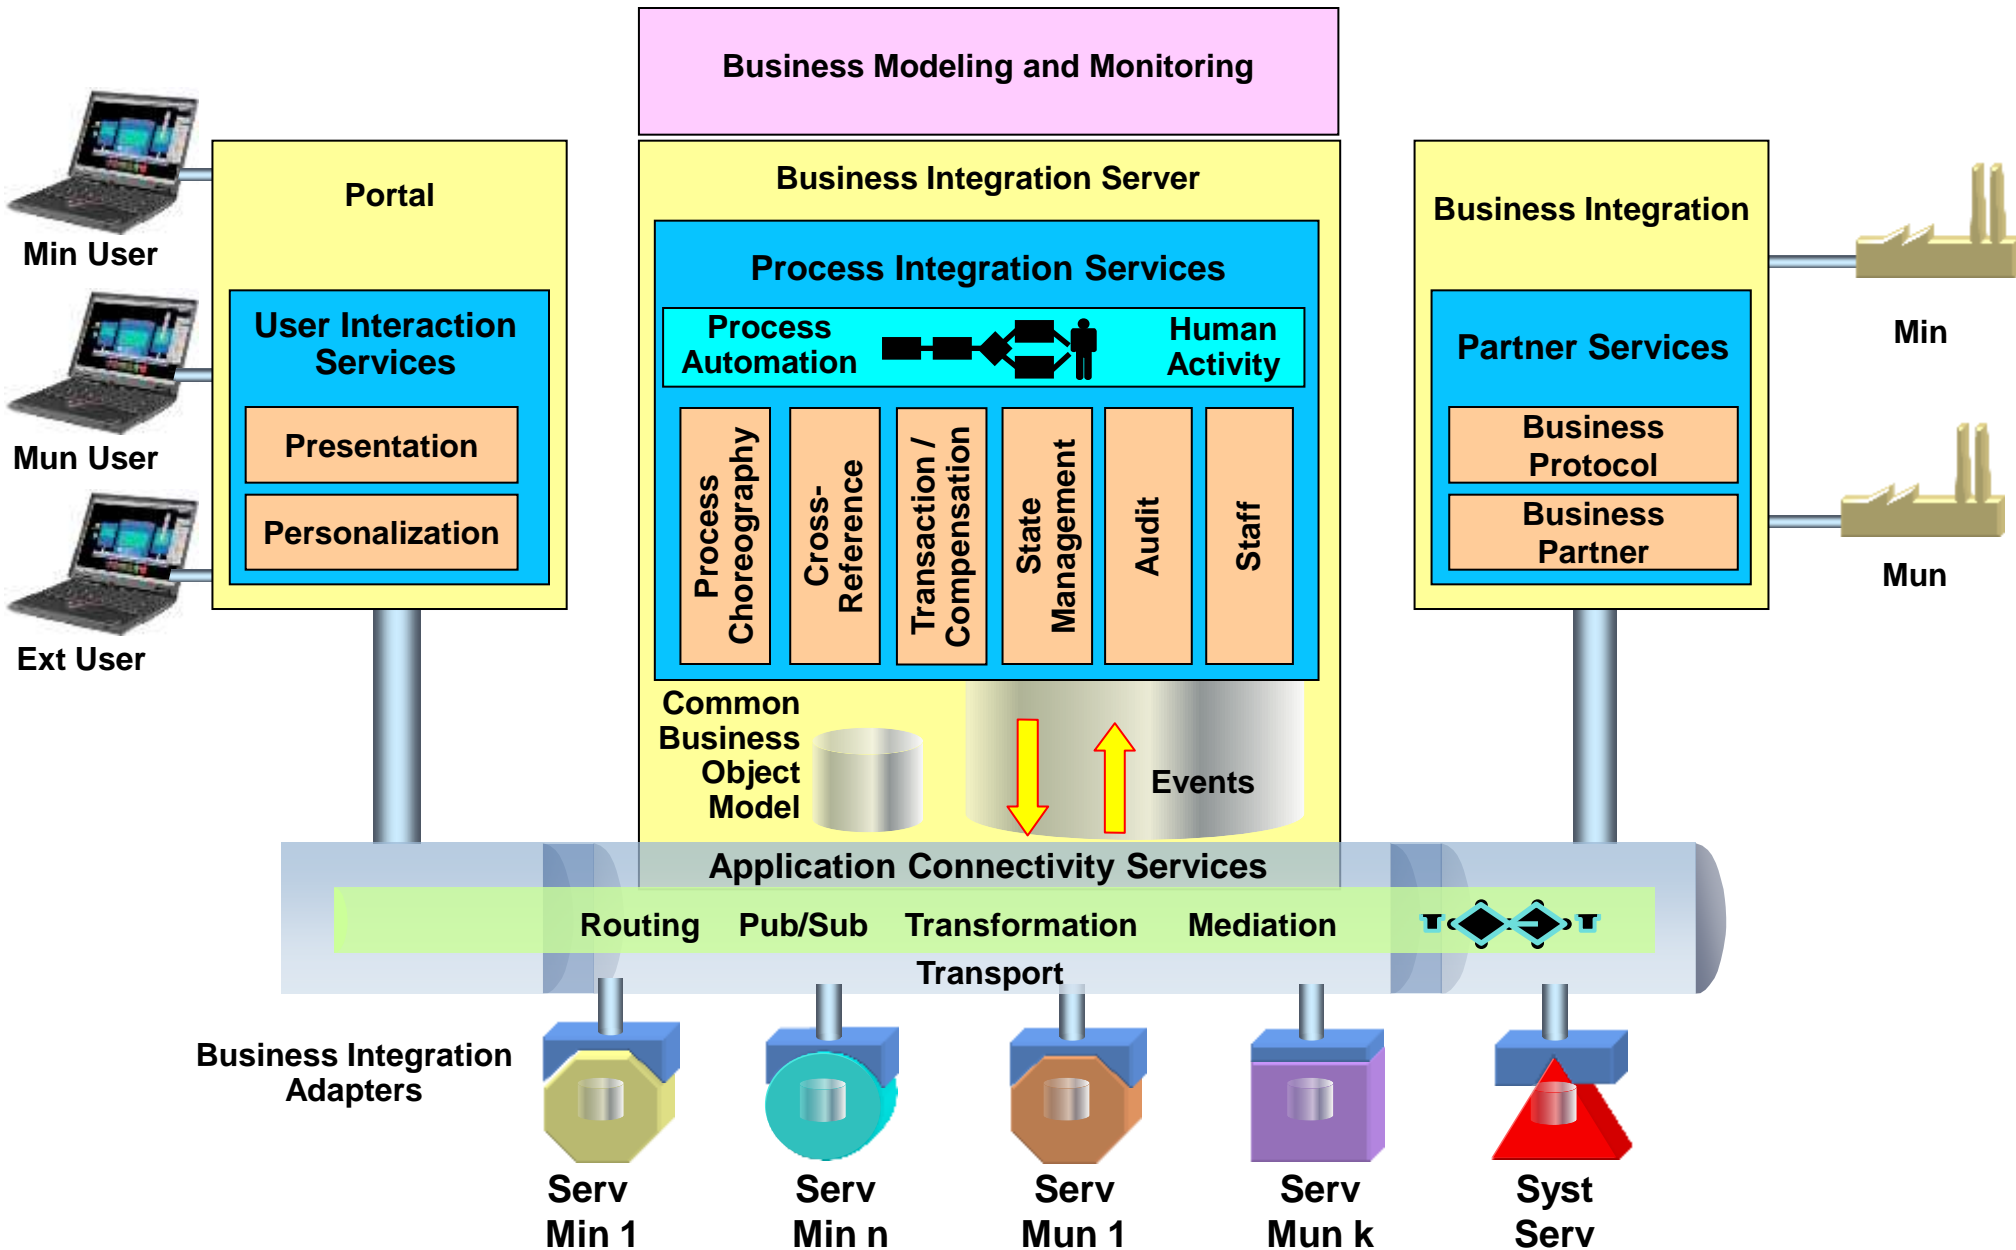 Business Modeling and Monitoring
Min User
Mun User
Ext User
Portal
User Interaction
Services
Presentation
Personalization
Business Integration Server
Process Integration Services
Process
Automation
Human
Activity
Process
Choreography
Cross-
Reference
Transaction /
Compensation
State
Management
Audit
Staff
Common
Business
Object
Model
Events
Business Integration
Partner Services
Business
Protocol
Business
Partner
Min
Mun
Application Connectivity Services
Routing Pub/Sub Transformation Mediation
Transport
Business Integration
Adapters
Serv
Min 1
Serv
Min n
Serv
Mun 1
Serv
Mun k
Syst
Serv